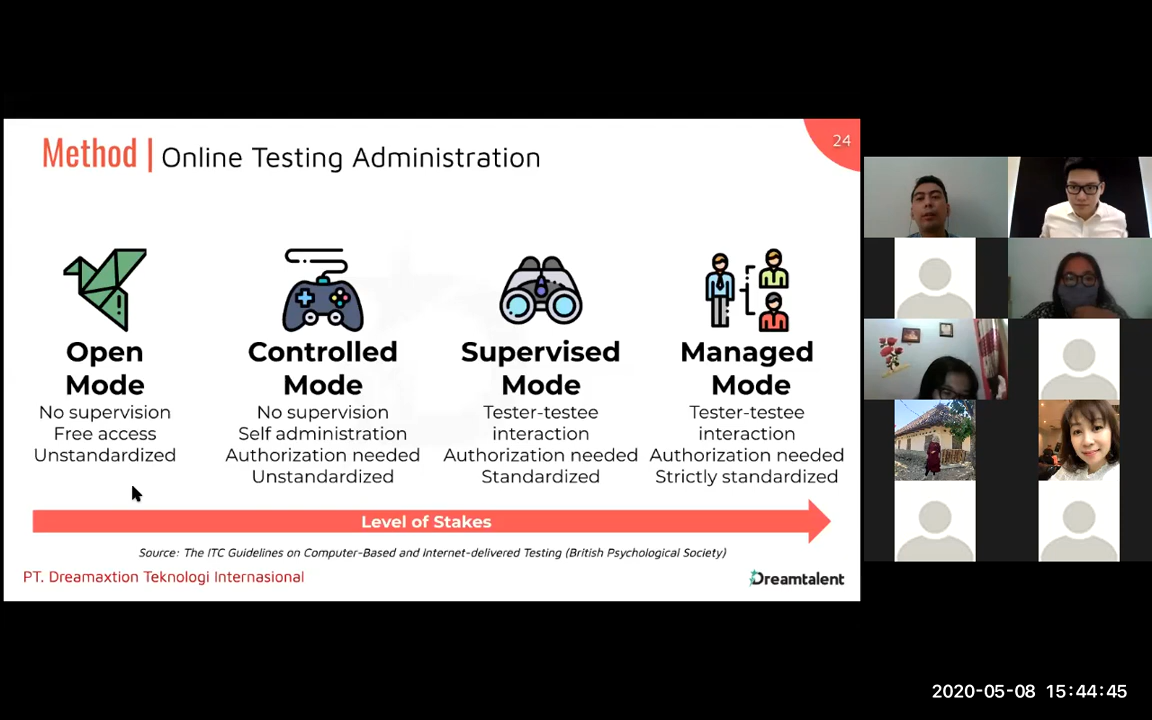 Method | Online Testing Administration
24
Open
Mode
No supervision
Free access
Unstandardized
Controlled
Mode
No supervision
Self administration
Authorization needed
Unstandardized
Supervised
Mode
Tester-testee
interaction
Authorization needed
Standardized
Managed
Mode
Tester-testee
interaction
Authorization needed
Strictly standardized
Level of Stakes
Source: The ITC Guidelines on Computer-Based and Internet-delivered Testing (British Psychological Society)
PT. Dreamaxtion Teknologi Internasional
Dreamtalent
2020-05-08 15:44:45